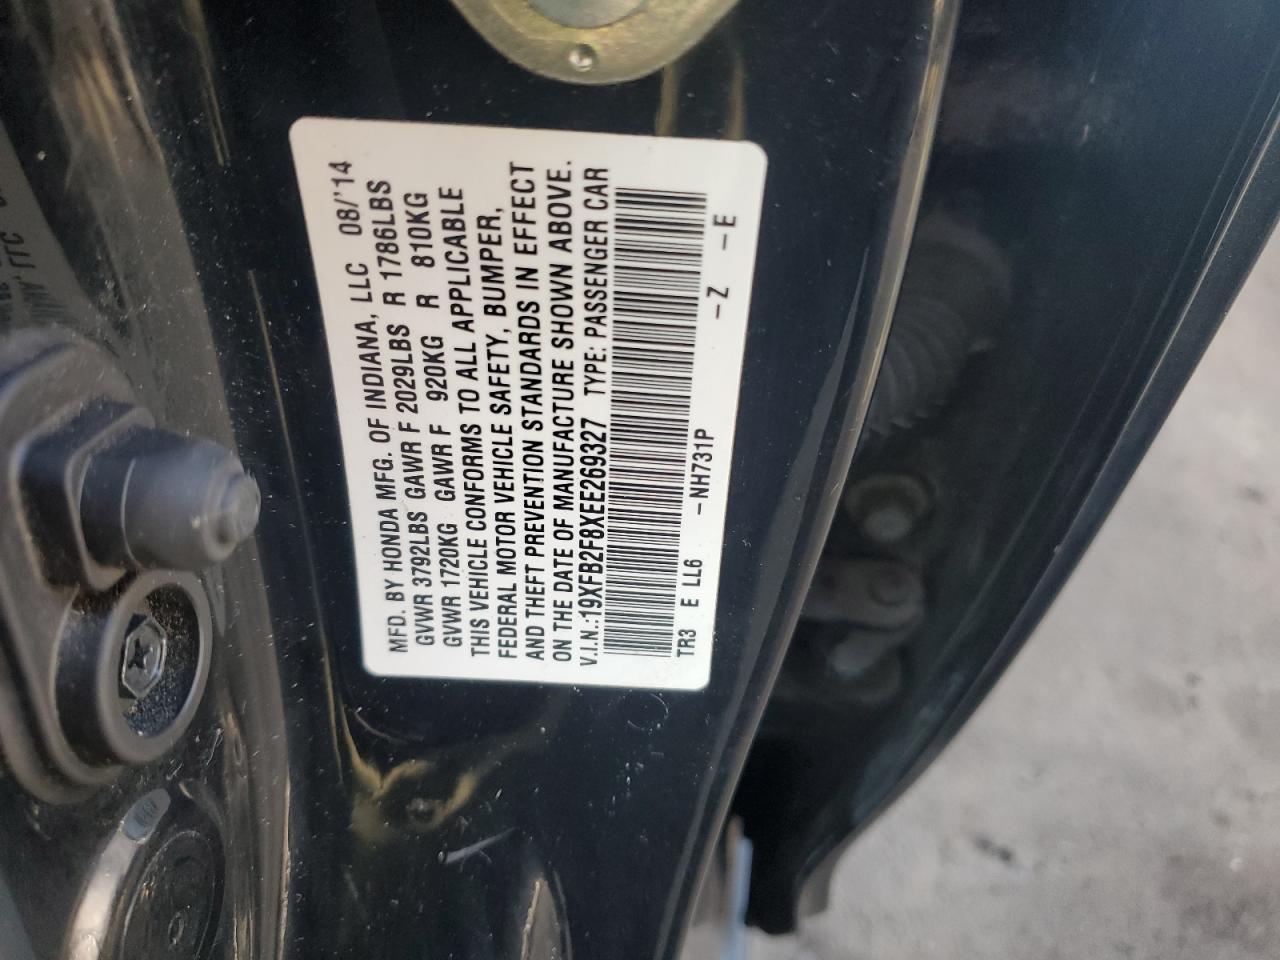 MFD. BY HONDA MFG. OF INDIANA, LLC 08/'14
GVWR 3792LBS GAWR F 2029LBS R 1786LBS
GVWR 1720KG GAWR F 920KG R 810KG
THIS VEHICLE CONFORMS TO ALL APPLICABLE
FEDERAL MOTOR VEHICLE SAFETY, BUMPER,
AND THEFT PREVENTION STANDARDS IN EFFECT
ON THE DATE OF MANUFACTURE SHOWN ABOVE.
V.I.N.:19XFB2F8XEE269327 TYPE: PASSENGER CAR
TR3 E LL6 -NH731P -Z -E